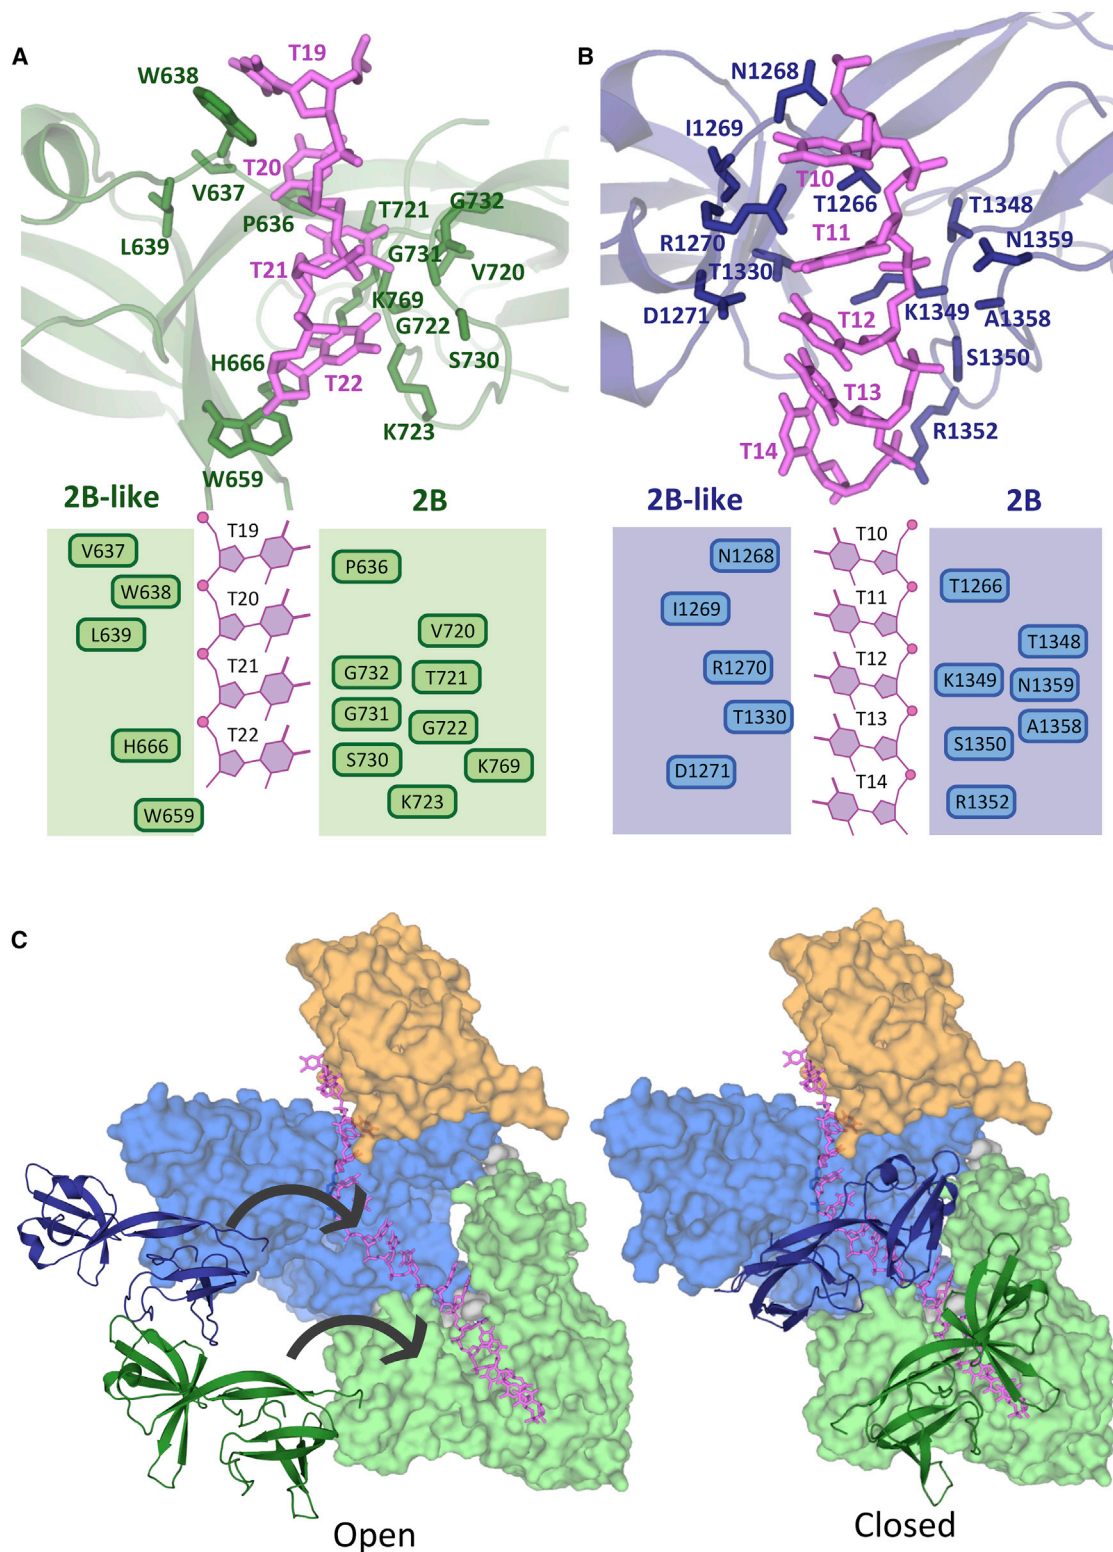 A
T19
W638
T20
V637
P636
T721
G732
L639
G731
T21
V720
K769
G722
H666
S730
T22
K723
W659
B
N1268
I1269
T10
T1266
T1348
T11
N1359
R1270
T1330
D1271
K1349
T12
A1358
S1350
T13
R1352
T14
2B-like
2B
T19
V637
P636
W638
T20
V720
L639
T21
G732
T721
G731
G722
T22
H666
S730
K769
K723
W659
2B-like
2B
T10
N1268
T1266
I1269
T11
T1348
T12
R1270
K1349
N1359
T13
T1330
A1358
S1350
D1271
T14
R1352
C
Open
Closed